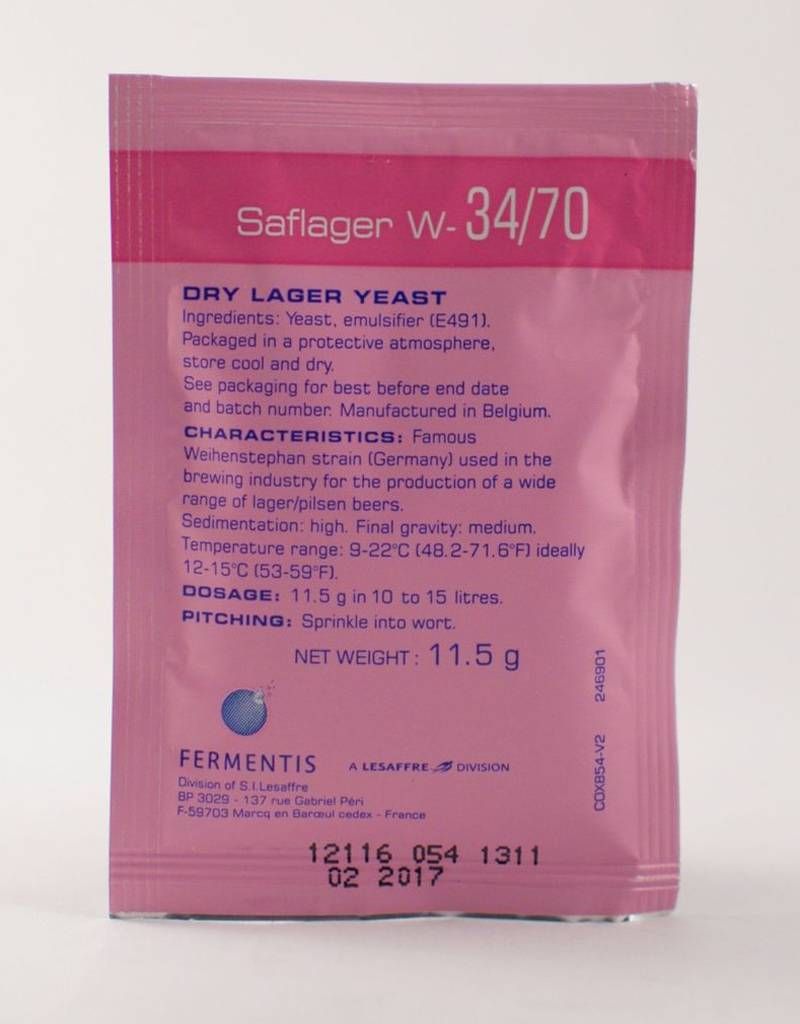 Saflager W-34/70
DRY LAGER YEAST
Ingredients: Yeast, emulsifier (E491).
Packaged in a protective atmosphere,
store cool and dry.
See packaging for best before end date
and batch number. Manufactured in Belgium.
CHARACTERISTICS: Famous
Weihenstephan strain (Germany) used in the
brewing industry for the production of a wide
range of lager/pilsen beers.
Sedimentation: high. Final gravity: medium.
Temperature range: 9-22°C (48.2-71.6°F) ideally
12-15°C (53-59°F).
DOSAGE: 11.5 g in 10 to 15 litres.
PITCHING: Sprinkle into wort.
NET WEIGHT: 11.5 g
COX854-V2 246901
FERMENTIS A LESAFFRE DIVISION
Division of S.I.Lesaffre
BP 3029 - 137 rue Gabriel Péri
F-59703 Marcq en Barœul cedex - France
12116 054 1311
02 2017